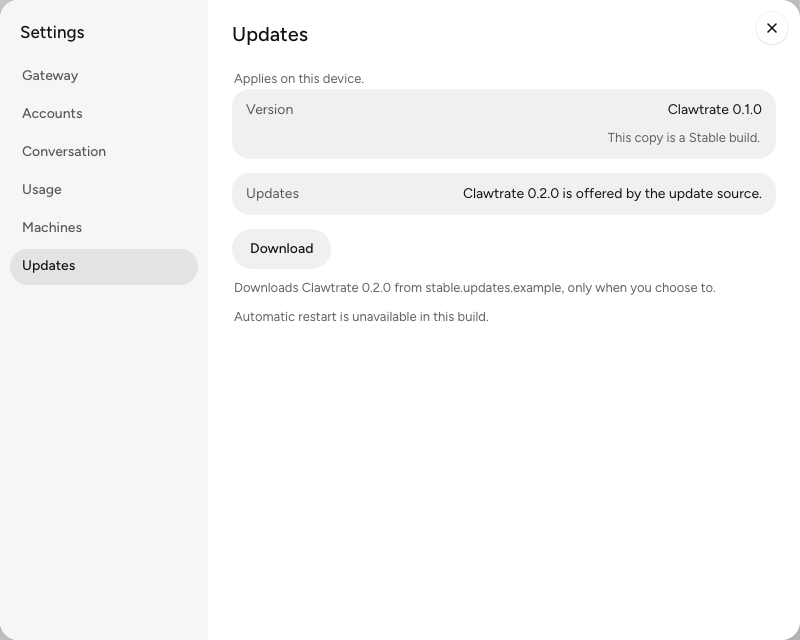 Settings
Gateway
Accounts
Conversation
Usage
Machines
Updates
Updates
Applies on this device.
Version Clawtrate 0.1.0
This copy is a Stable build.
Updates Clawtrate 0.2.0 is offered by the update source.
Download
Downloads Clawtrate 0.2.0 from stable.updates.example, only when you choose to.
Automatic restart is unavailable in this build.